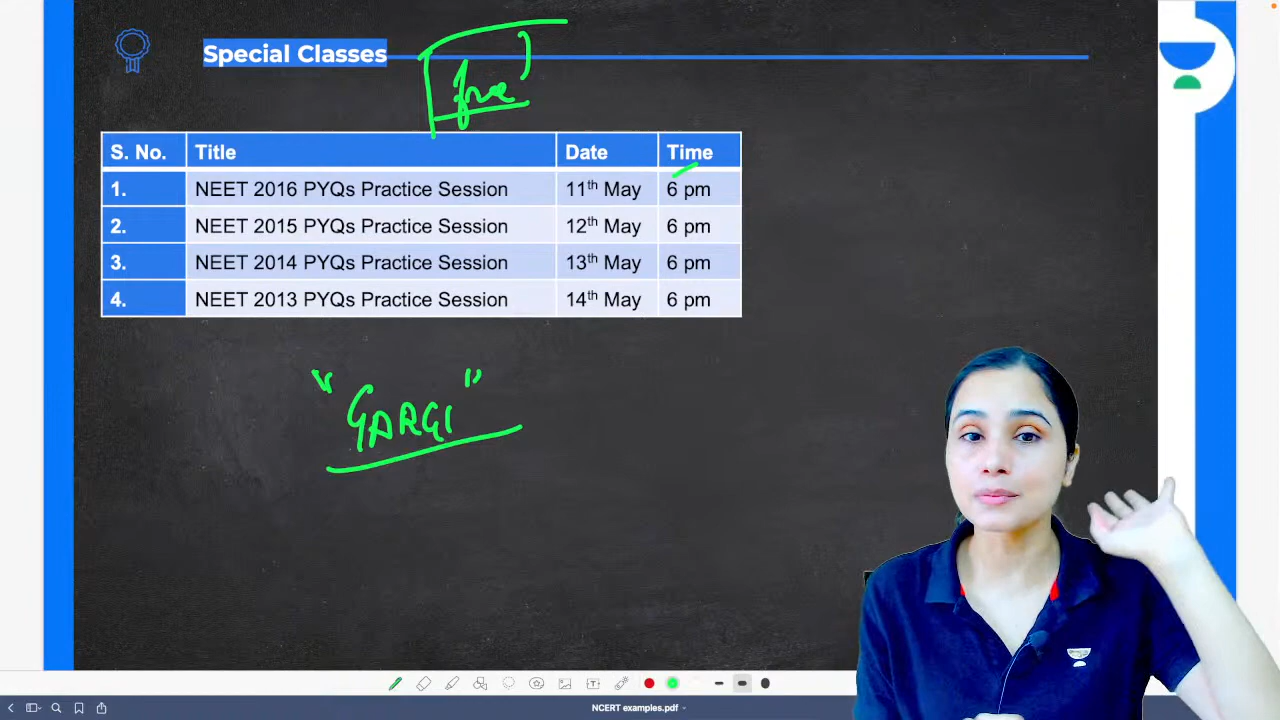 Special Classes
free
S. No. Title Date Time
1. NEET 2016 PYQs Practice Session 11th May 6 pm
2. NEET 2015 PYQs Practice Session 12th May 6 pm
3. NEET 2014 PYQs Practice Session 13th May 6 pm
4. NEET 2013 PYQs Practice Session 14th May 6 pm
"GARGI"
NCERT examples.pdf